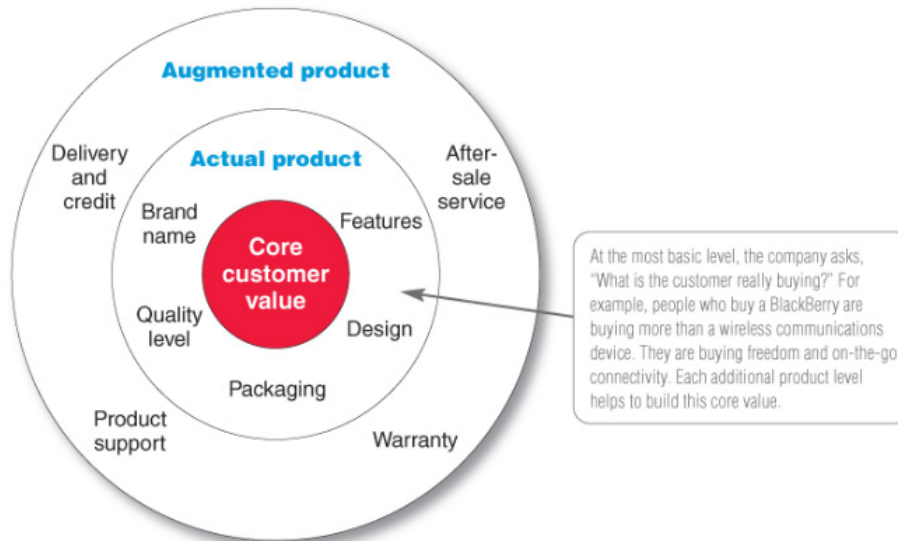 Augmented product
Delivery
and
credit
Actual product
After-
sale
service
Brand
name
Features
Core
customer
value
Quality
level
Design
Packaging
Product
support
Warranty
At the most basic level, the company asks,
“What is the customer really buying?” For
example, people who buy a BlackBerry are
buying more than a wireless communications
device. They are buying freedom and on-the-go
connectivity. Each additional product level
helps to build this core value.